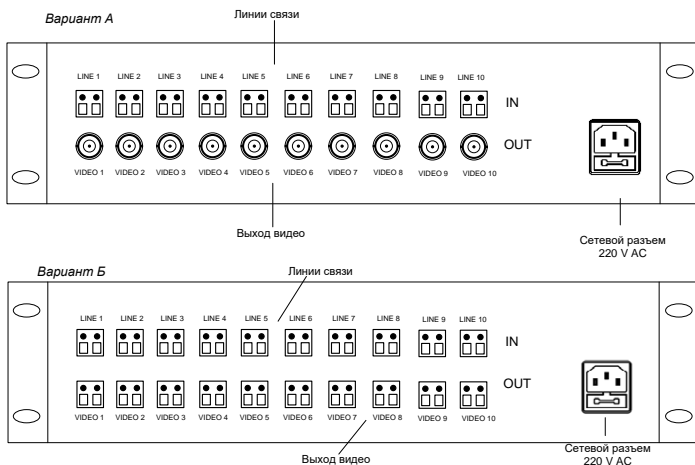 Вариант А
Линии связи
LINE 1 LINE 2 LINE 3 LINE 4 LINE 5 LINE 6 LINE 7 LINE 8 LINE 9 LINE 10
IN
OUT
VIDEO 1 VIDEO 2 VIDEO 3 VIDEO 4 VIDEO 5 VIDEO 6 VIDEO 7 VIDEO 8 VIDEO 9 VIDEO 10
Выход видео
Сетевой разъем
220 V AC
Вариант Б
Линии связи
LINE 1 LINE 2 LINE 3 LINE 4 LINE 5 LINE 6 LINE 7 LINE 8 LINE 9 LINE 10
IN
OUT
VIDEO 1 VIDEO 2 VIDEO 3 VIDEO 4 VIDEO 5 VIDEO 6 VIDEO 7 VIDEO 8 VIDEO 9 VIDEO 10
Выход видео
Сетевой разъем
220 V AC